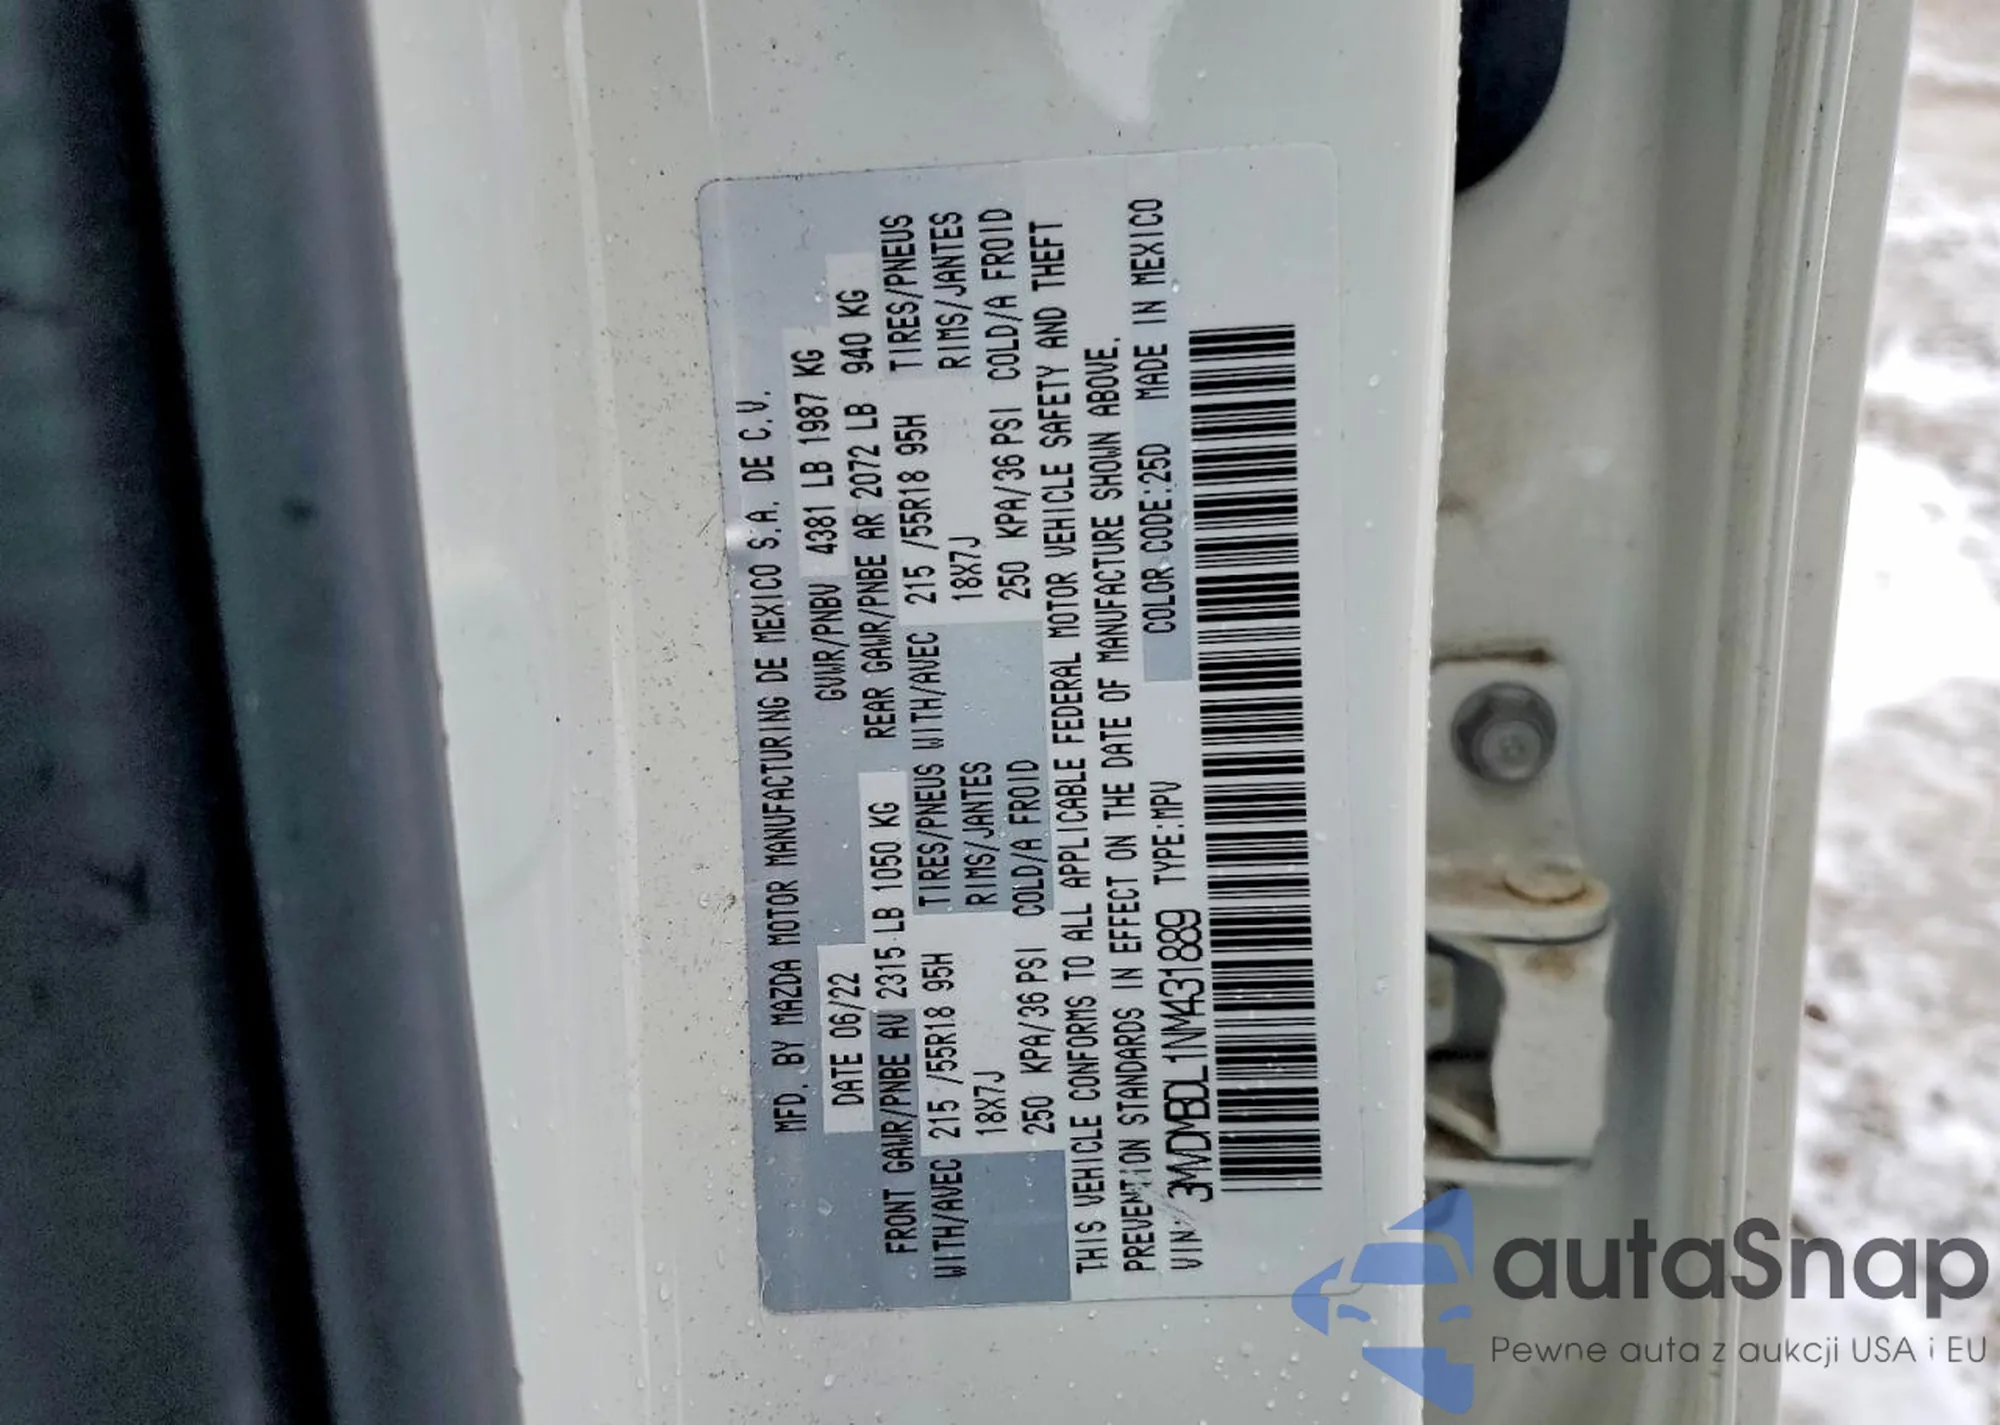 MFD. BY MAZDA MOTOR MANUFACTURING DE MEXICO S.A. DE C.V.
DATE 06/22 GVWR/PNBV 4381 LB 1987 KG
FRONT GAWR/PNBE AV 2315 LB 1050 KG REAR GAWR/PNBE AR 2072 LB 940 KG
WITH/AVEC 215 /55R18 95H TIRES/PNEUS WITH/AVEC 215 /55R18 95H TIRES/PNEUS
18X7J RIMS/JANTES 18X7J RIMS/JANTES
250 KPA/36 PSI COLD/A FROID 250 KPA/36 PSI COLD/A FROID
THIS VEHICLE CONFORMS TO ALL APPLICABLE FEDERAL MOTOR VEHICLE SAFETY AND THEFT
PREVENTION STANDARDS IN EFFECT ON THE DATE OF MANUFACTURE SHOWN ABOVE.
VIN: 3MVDMBDL1NM431889 TYPE:MPV COLOR CODE:25D MADE IN MEXICO
autaSnap
Pewne auta z aukcji USA i EU